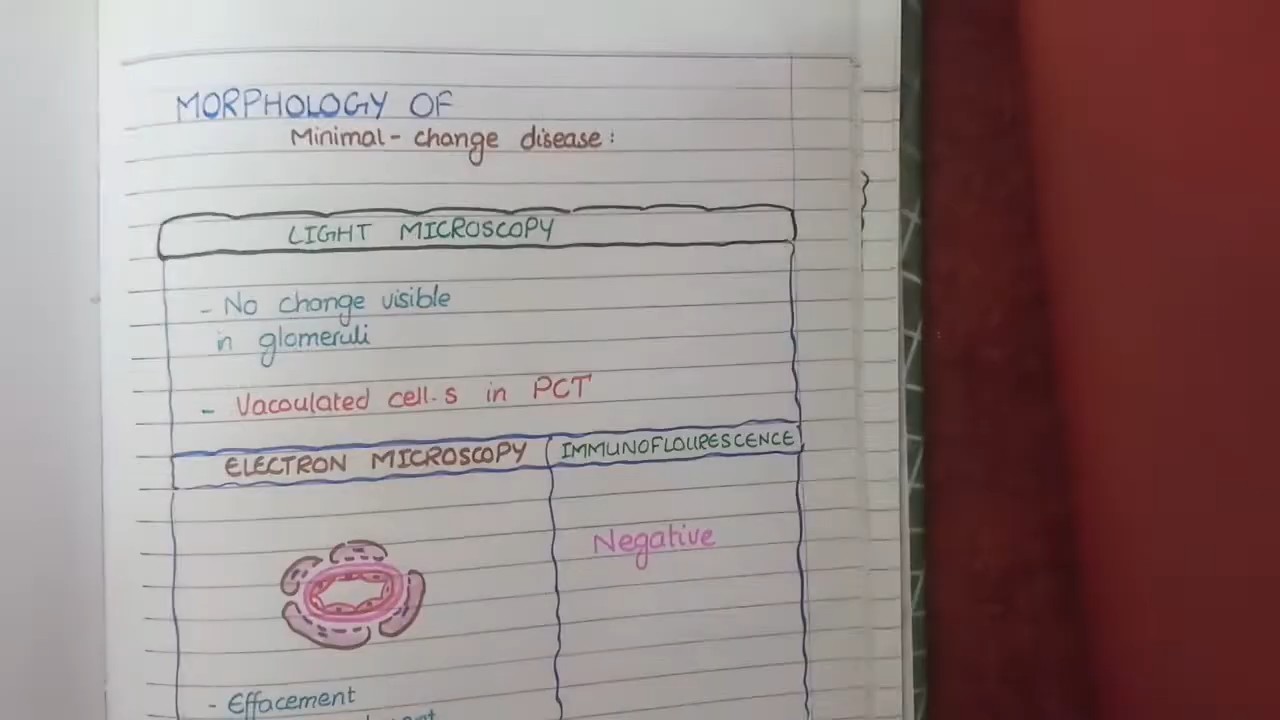 MORPHOLOGY OF
Minimal-change disease:
LIGHT MICROSCOPY
- No change visible
in glomeruli
- Vacoulated cell.s in PCT
ELECTRON MICROSCOPY
IMMUNOFLOURESCENCE
Negative
- Effacement